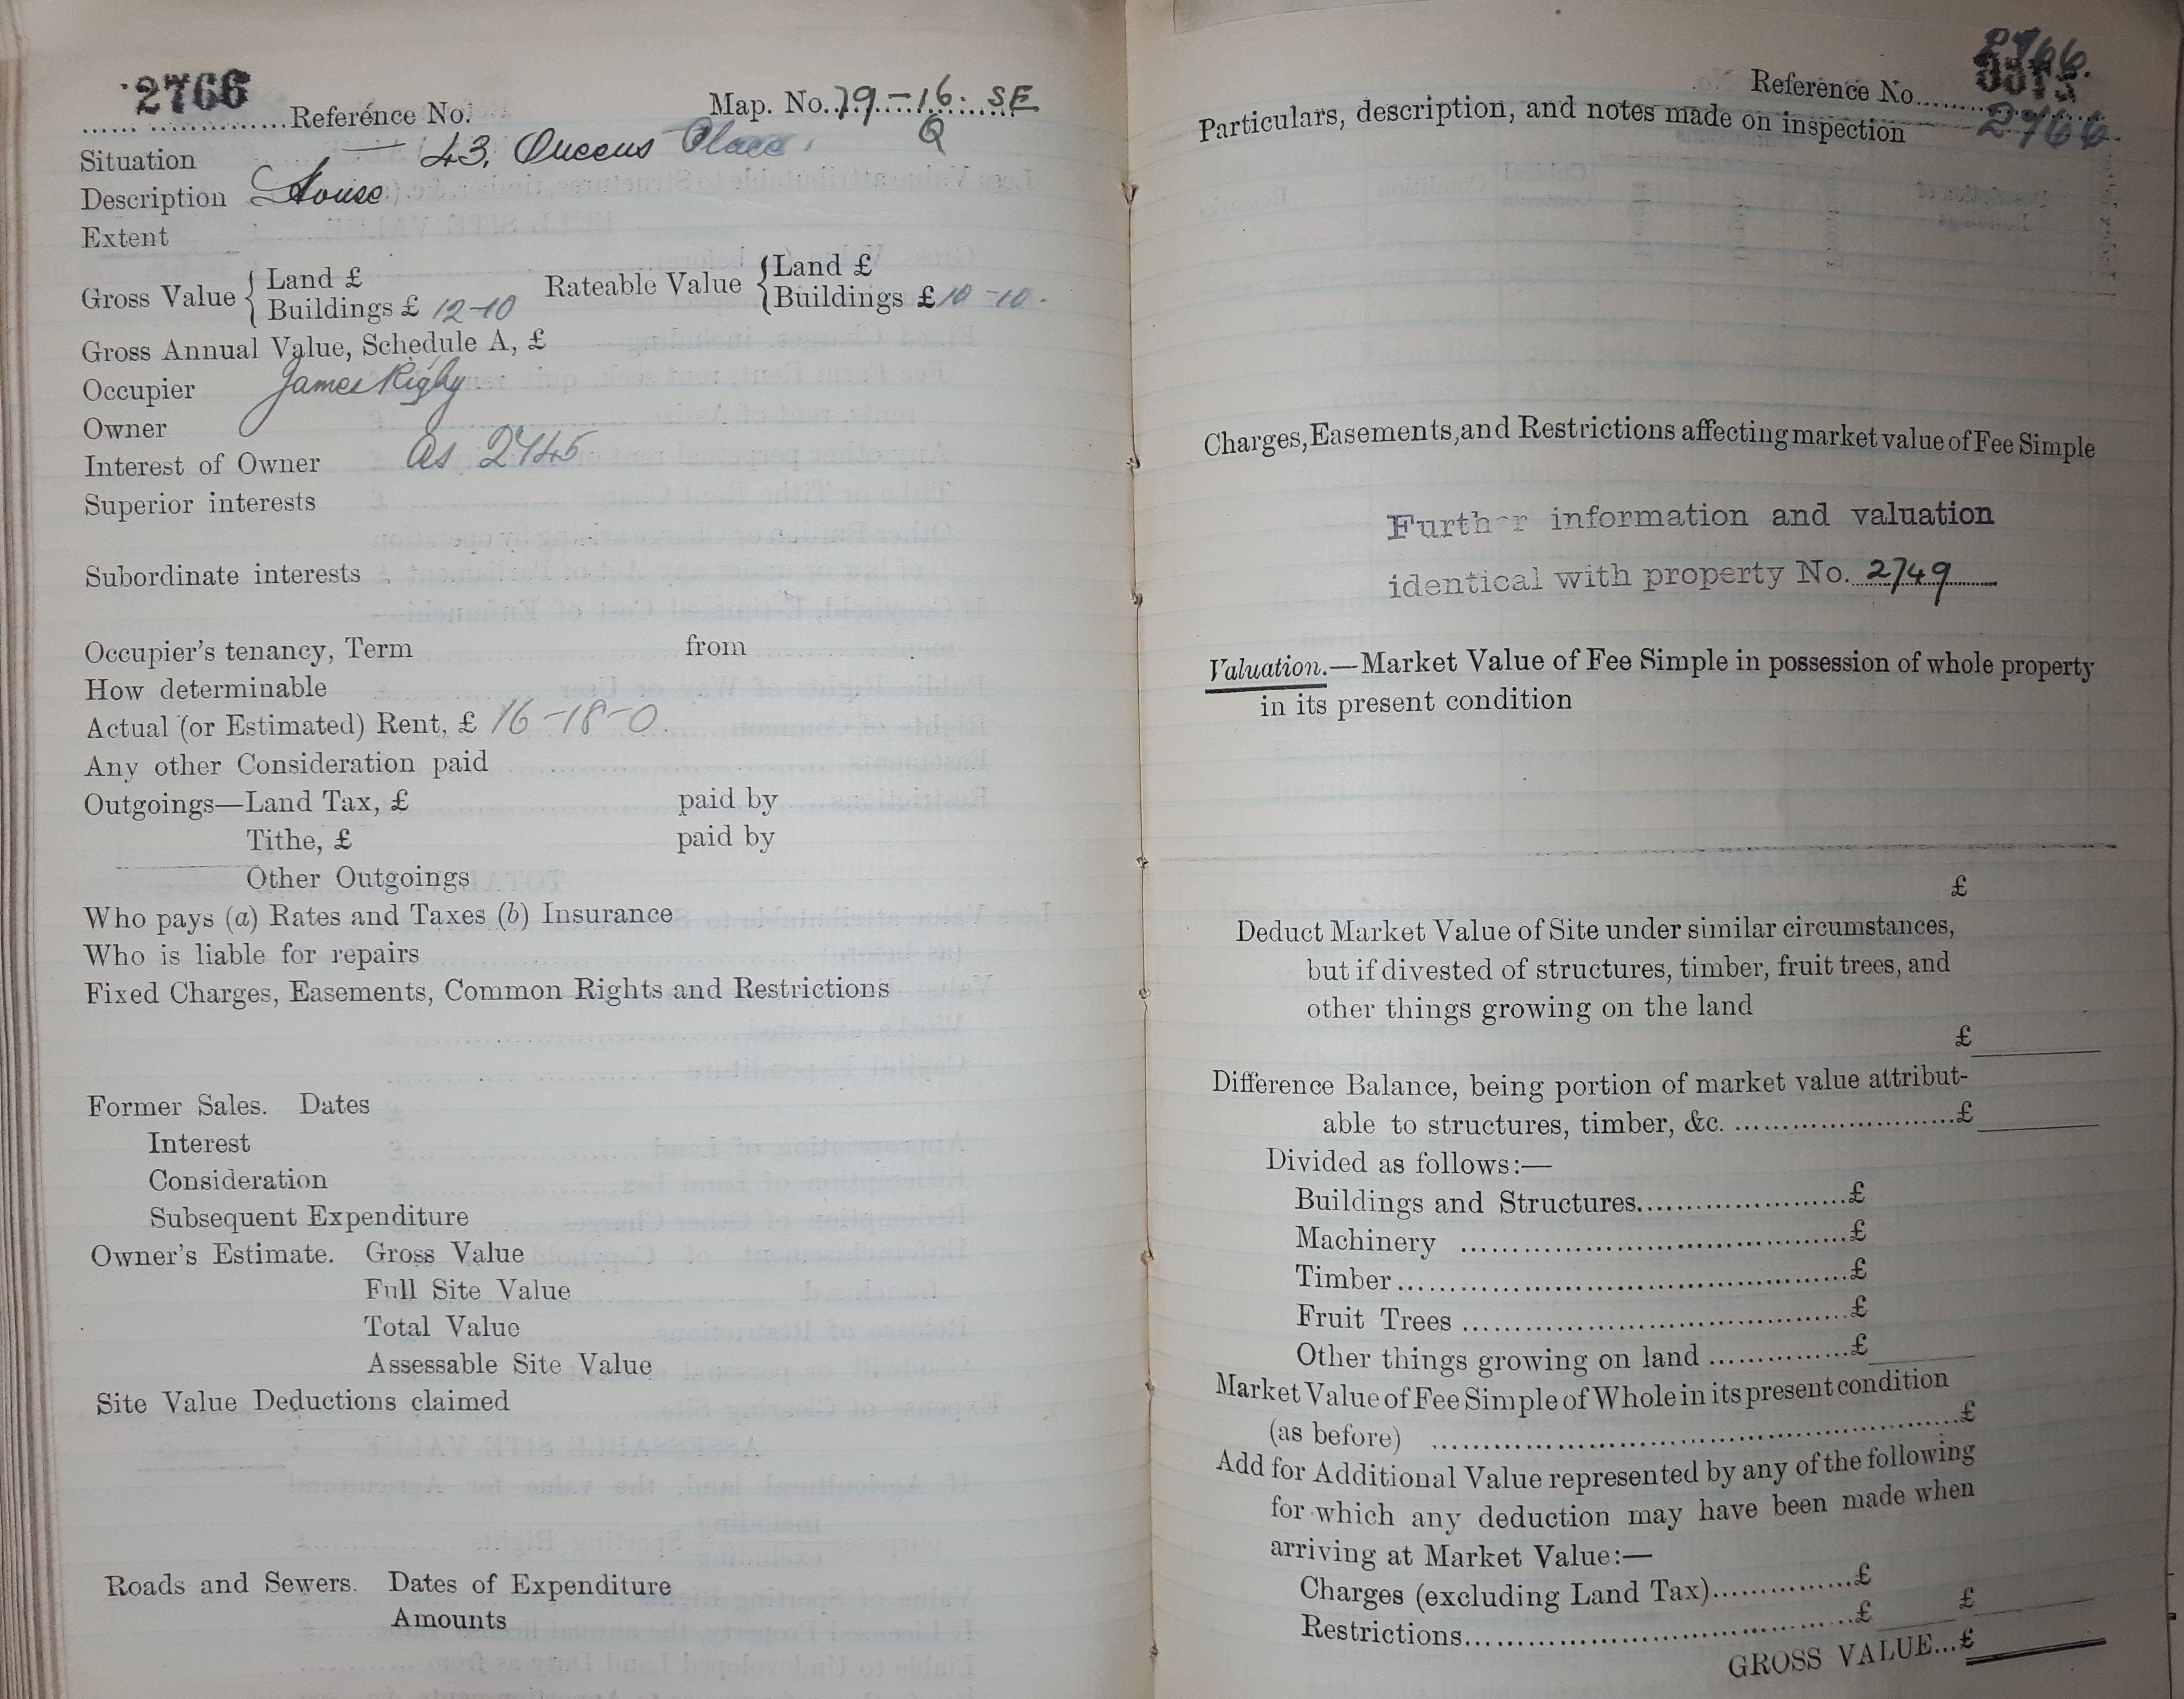 2766
Reference No. Map. No. 79-16. SE
Q
Situation 43, Queens Place.
Description House
Extent
Gross Value { Land £ Rateable Value { Land £
Buildings £ 12-10 Buildings £ 10-10.
Gross Annual Value, Schedule A, £
Occupier James Rigby.
Owner
Interest of Owner As 2745
Superior interests
Subordinate interests
Occupier's tenancy, Term from
How determinable
Actual (or Estimated) Rent, £ 16-18-0
Any other Consideration paid
Outgoings—Land Tax, £ paid by
Tithe, £ paid by
Other Outgoings
Who pays (a) Rates and Taxes (b) Insurance
Who is liable for repairs
Fixed Charges, Easements, Common Rights and Restrictions
Former Sales. Dates
Interest
Consideration
Subsequent Expenditure
Owner's Estimate. Gross Value
Full Site Value
Total Value
Assessable Site Value
Site Value Deductions claimed
Roads and Sewers. Dates of Expenditure
Amounts
2766.
Reference No.
Particulars, description, and notes made on inspection 2766.
Charges, Easements, and Restrictions affecting market value of Fee Simple
Further information and valuation
identical with property No. 2749
Valuation.—Market Value of Fee Simple in possession of whole property
in its present condition
£
Deduct Market Value of Site under similar circumstances,
but if divested of structures, timber, fruit trees, and
other things growing on the land
£
Difference Balance, being portion of market value attribut-
able to structures, timber, &c. ........................£
Divided as follows:—
Buildings and Structures.....................£
Machinery .......................................£
Timber.............................................£
Fruit Trees .......................................£
Other things growing on land ...............£
Market Value of Fee Simple of Whole in its present condition
(as before) .....................................................£
Add for Additional Value represented by any of the following
for which any deduction may have been made when
arriving at Market Value:—
Charges (excluding Land Tax)...............£
Restrictions.......................................£ £
GROSS VALUE...£